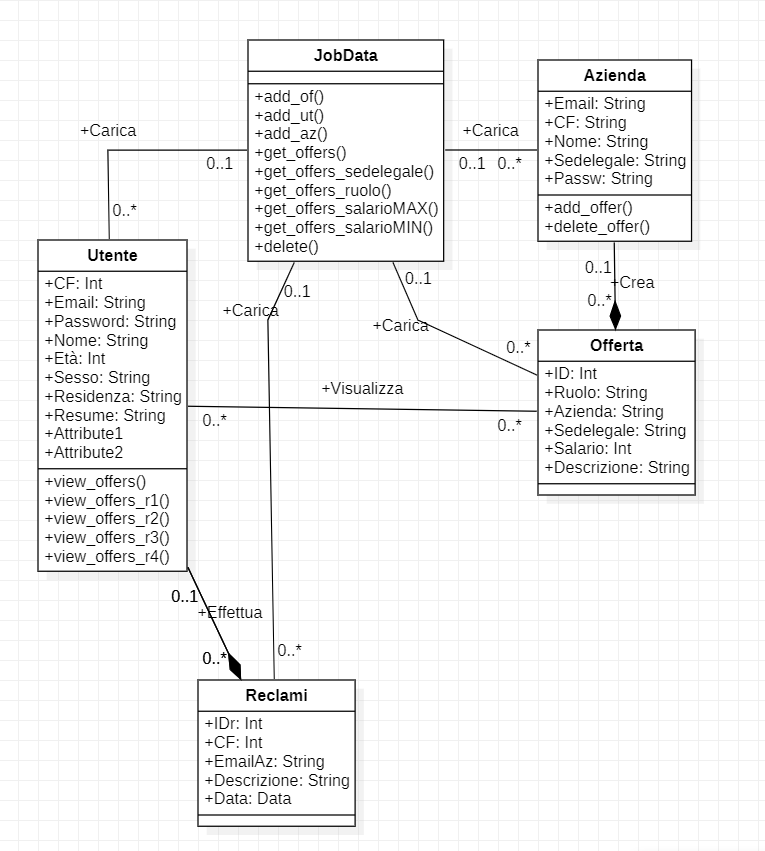 JobData
+add_of()
+add_ut()
+add_az()
+get_offers()
+get_offers_sedelegale()
+get_offers_ruolo()
+get_offers_salarioMAX()
+get_offers_salarioMIN()
+delete()
Azienda
+Email: String
+CF: String
+Nome: String
+Sedelegale: String
+Passw: String
+add_offer()
+delete_offer()
+Carica
0..1
0..*
+Carica
0..1
0..*
Utente
+CF: Int
+Email: String
+Password: String
+Nome: String
+Età: Int
+Sesso: String
+Residenza: String
+Resume: String
+Attribute1
+Attribute2
+view_offers()
+view_offers_r1()
+view_offers_r2()
+view_offers_r3()
+view_offers_r4()
0..1
+Carica
0..*
0..1
+Carica
0..*
0..1
+Crea
0..*
Offerta
+ID: Int
+Ruolo: String
+Azienda: String
+Sedelegale: String
+Salario: Int
+Descrizione: String
+Visualizza
0..*
0..*
0..1
+Effettua
0..*
Reclami
+IDr: Int
+CF: Int
+EmailAz: String
+Descrizione: String
+Data: Data